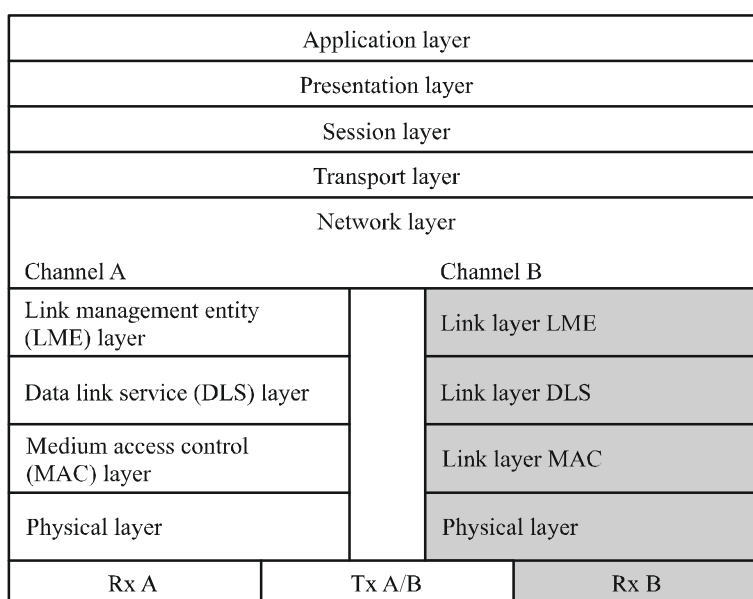 Application layer
Presentation layer
Session layer
Transport layer
Network layer
Channel A
Channel B
Link management entity
(LME) layer
Link layer LME
Data link service (DLS) layer
Link layer DLS
Medium access control
(MAC) layer
Link layer MAC
Physical layer
Physical layer
Rx A
Tx A/B
Rx B